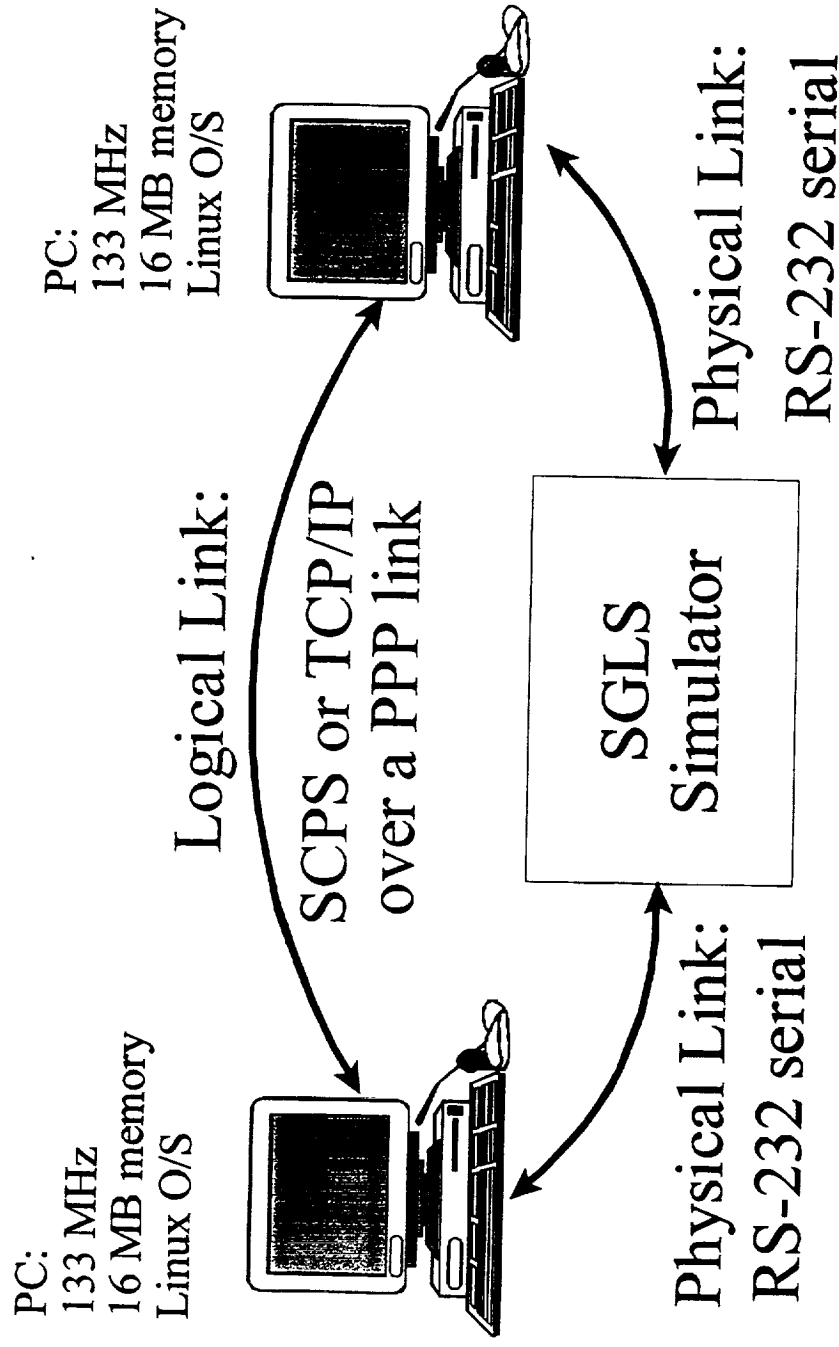 PC:
133 MHz
16 MB memory
Linux O/S
PC:
133 MHz
16 MB memory
Linux O/S
Logical Link:
SCPS or TCP/IP
over a PPP link
SGLS
Simulator
Physical Link:
RS-232 serial
Physical Link:
RS-232 serial